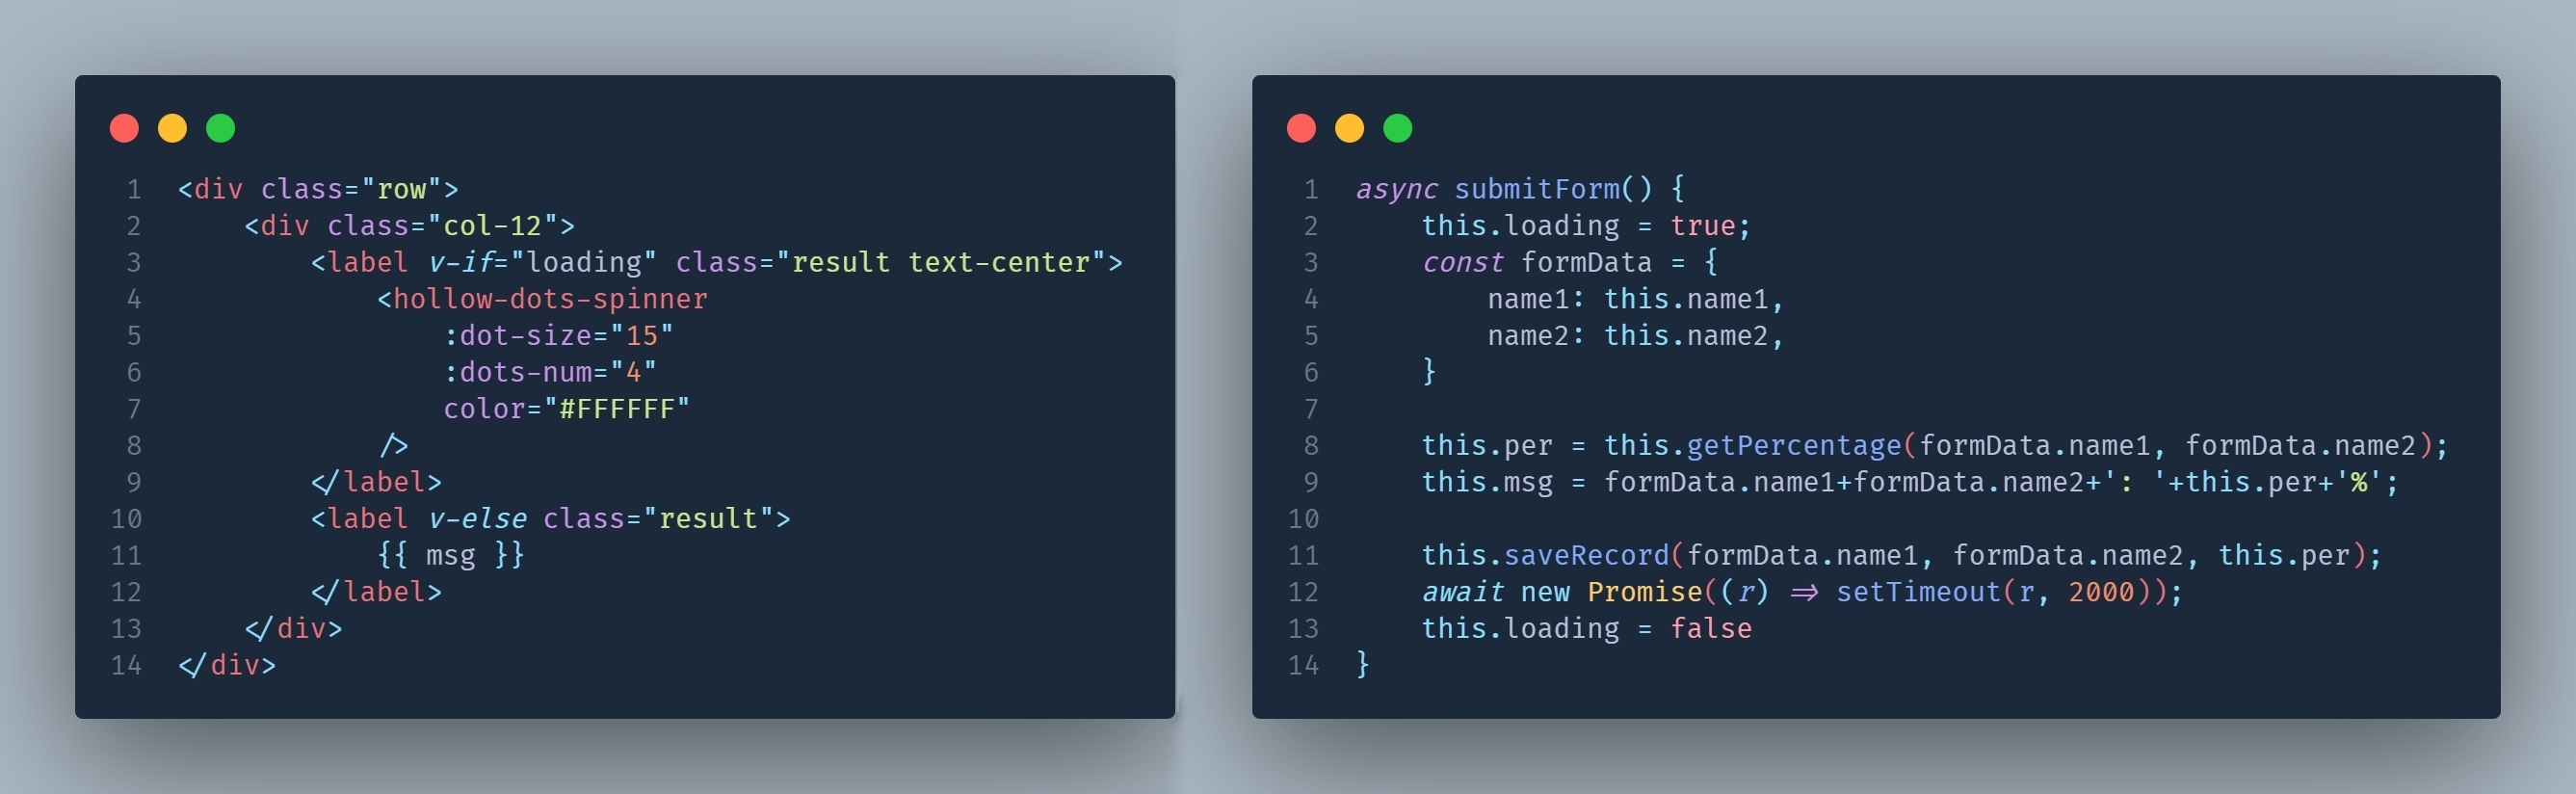 1 <div class="row">
2 <div class="col-12">
3 <label v-if="loading" class="result text-center">
4 <hollow-dots-spinner
5 :dot-size="15"
6 :dots-num="4"
7 color="#FFFFFF"
8 />
9 </label>
10 <label v-else class="result">
11 {{ msg }}
12 </label>
13 </div>
14 </div>
1 async submitForm() {
2 this.loading = true;
3 const formData = {
4 name1: this.name1,
5 name2: this.name2,
6 }
7
8 this.per = this.getPercentage(formData.name1, formData.name2);
9 this.msg = formData.name1+formData.name2+': '+this.per+'%';
10
11 this.saveRecord(formData.name1, formData.name2, this.per);
12 await new Promise((r) => setTimeout(r, 2000));
13 this.loading = false
14 }